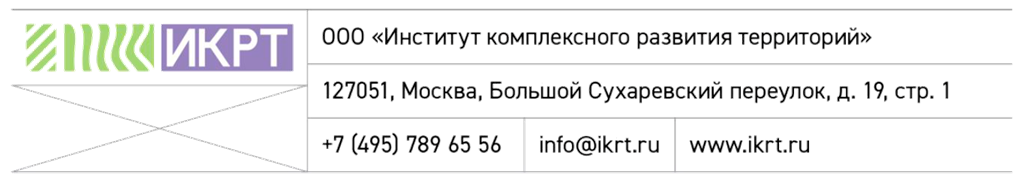 ИКРТ
ООО «Институт комплексного развития территорий»
127051, Москва, Большой Сухаревский переулок, д. 19, стр. 1
+7 (495) 789 65 56 info@ikrt.ru www.ikrt.ru